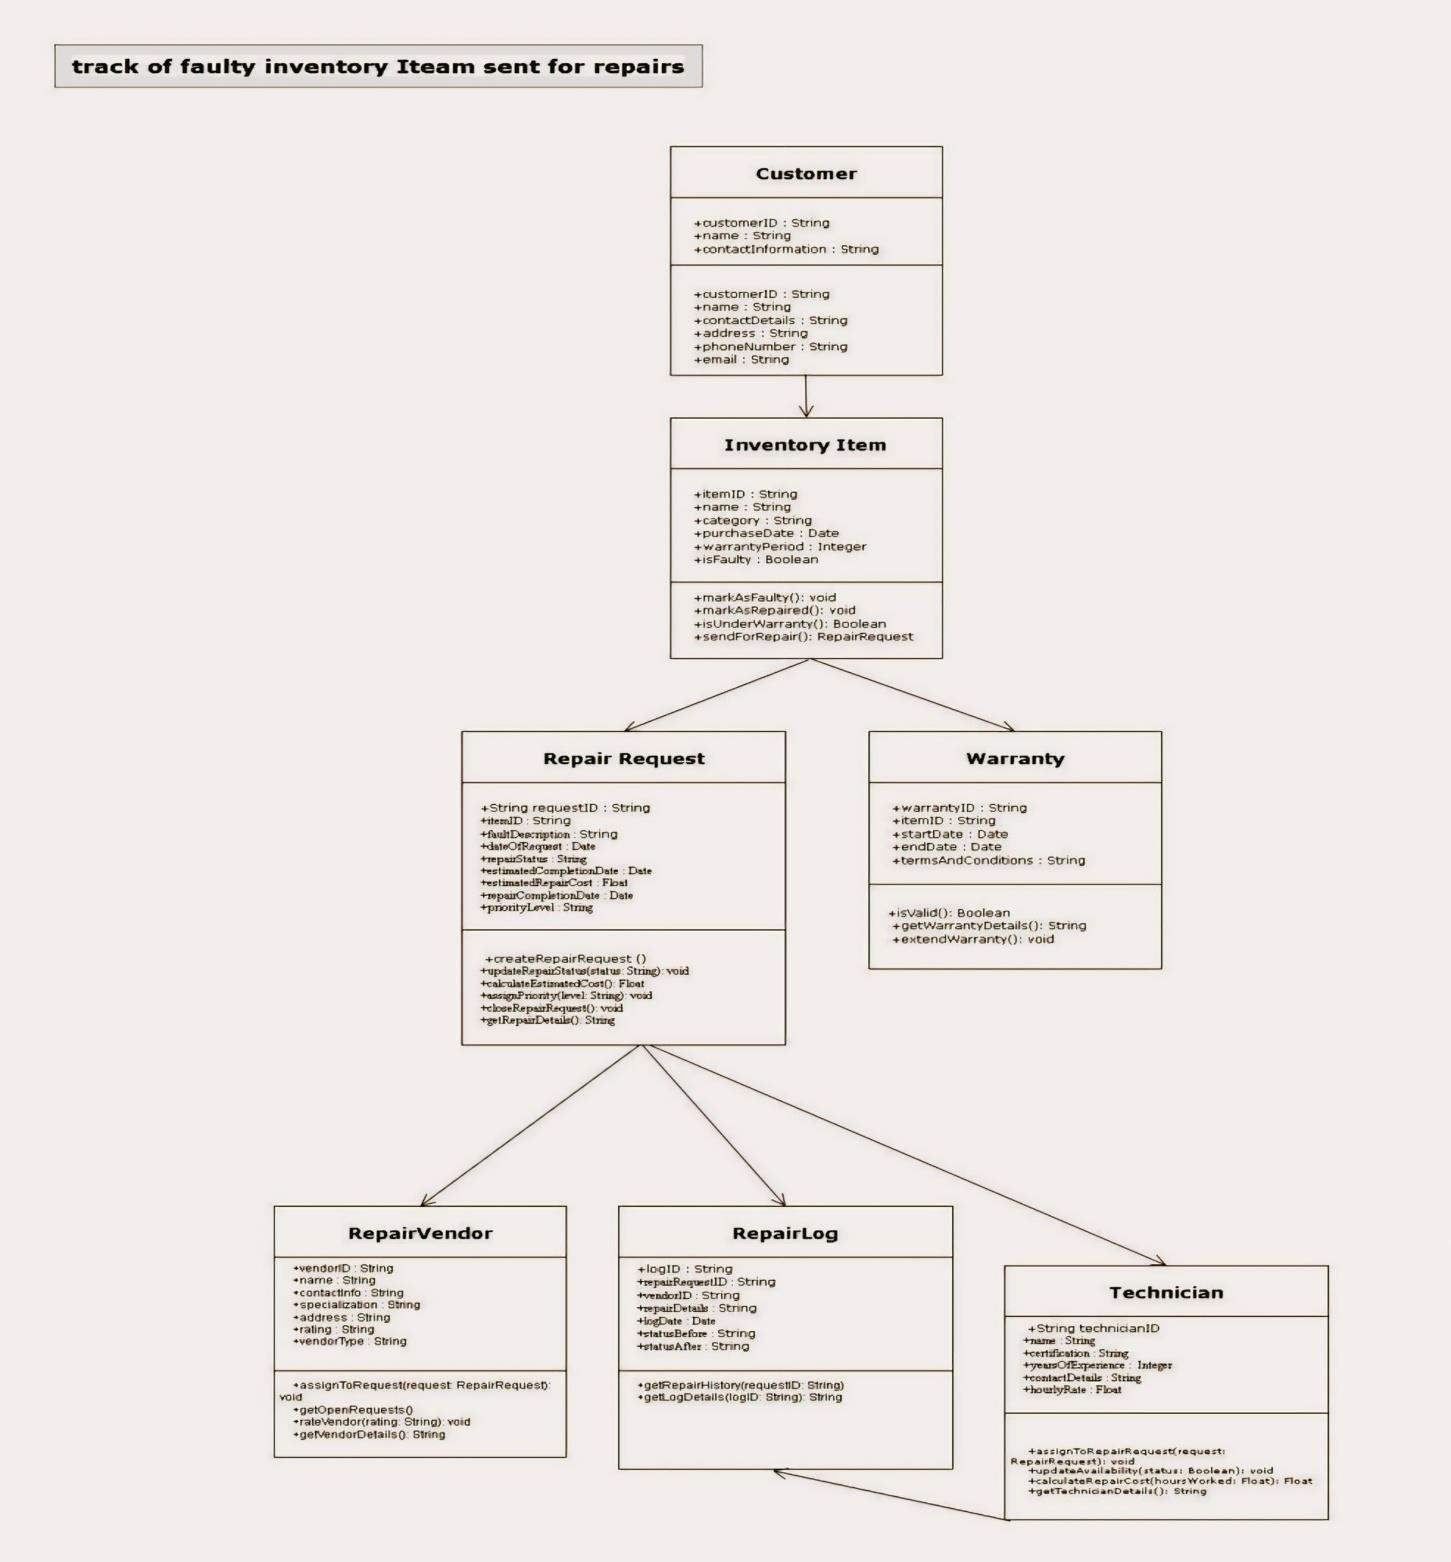 track of faulty inventory Iteam sent for repairs
Customer
+customerID : String
+name : String
+contactInformation : String
+customerID : String
+name : String
+contactDetails : String
+address : String
+phoneNumber : String
+email : String
Inventory Item
+itemID : String
+name : String
+category : String
+purchaseDate : Date
+warrantyPeriod : Integer
+isFaulty : Boolean
+markAsFaulty(): void
+markAsRepaired(): void
+isUnderWarranty(): Boolean
+sendForRepair(): RepairRequest
Repair Request
+String requestID : String
+itemID : String
+faultDescription : String
+dateOfRequest : Date
+repairStatus : String
+estimatedCompletionDate : Date
+estimatedRepairCost : Float
+repairCompletionDate : Date
+priorityLevel : String
+createRepairRequest ()
+updateRepairStatus(status: String): void
+calculateEstimatedCost(): Float
+assignPriority(level: String): void
+closeRepairRequest(): void
+getRepairDetails(): String
Warranty
+warrantyID : String
+itemID : String
+startDate : Date
+endDate : Date
+termsAndConditions : String
+isValid(): Boolean
+getWarrantyDetails(): String
+extendWarranty(): void
RepairVendor
+vendorID : String
+name : String
+contactInfo : String
+specialization : String
+address : String
+rating : String
+vendorType : String
+assignToRequest(request: RepairRequest):
void
+getOpenRequests()
+rateVendor(rating: String): void
+getVendorDetails(): String
RepairLog
+logID : String
+repairRequestID : String
+vendorID : String
+repairDetails : String
+logDate : Date
+statusBefore : String
+statusAfter : String
+getRepairHistory(requestID: String)
+getLogDetails(logID: String): String
Technician
+String technicianID
+name : String
+certification : String
+yearsOfExperience : Integer
+contactDetails : String
+hourlyRate : Float
+assignToRepairRequest(request:
RepairRequest): void
+updateAvailability(status: Boolean): void
+calculateRepairCost(hoursWorked: Float): Float
+getTechnicianDetails(): String